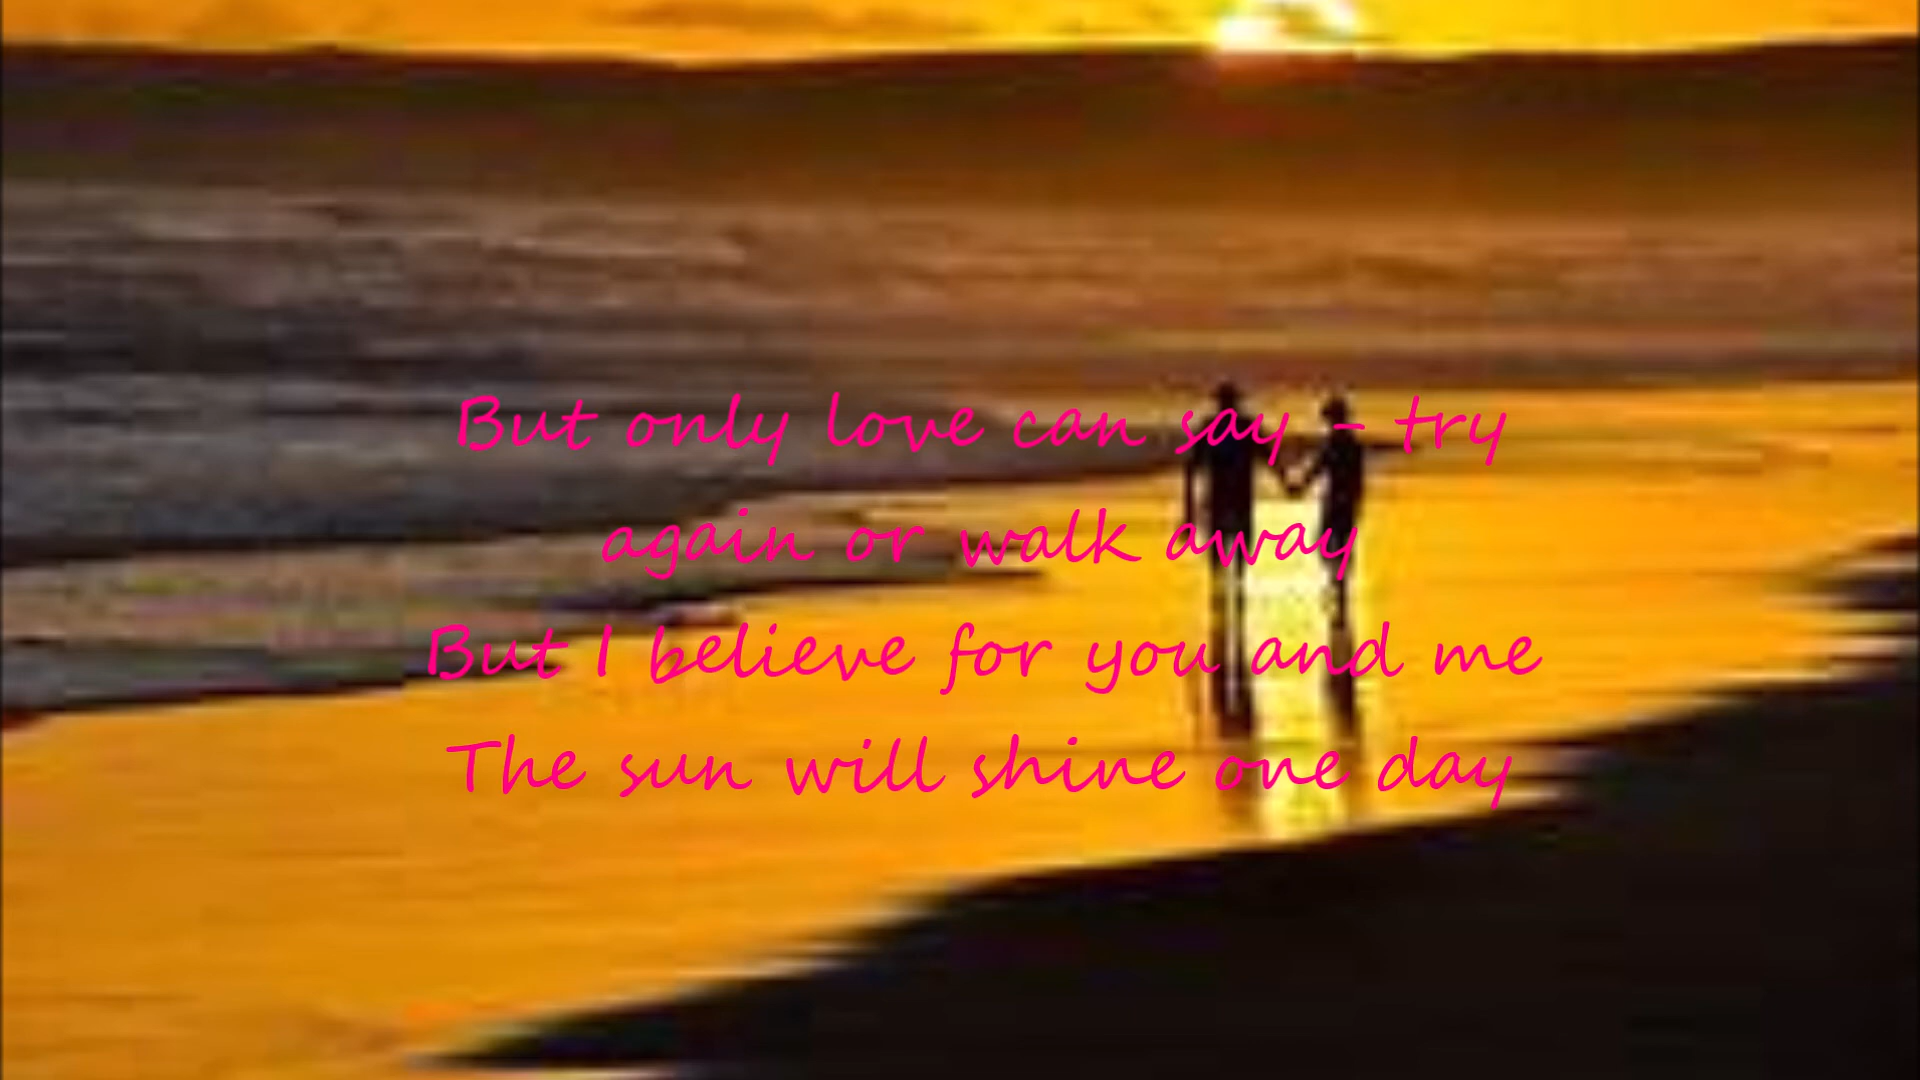 But only love can say - try
again or walk away
But I believe for you and me
The sun will shine one day